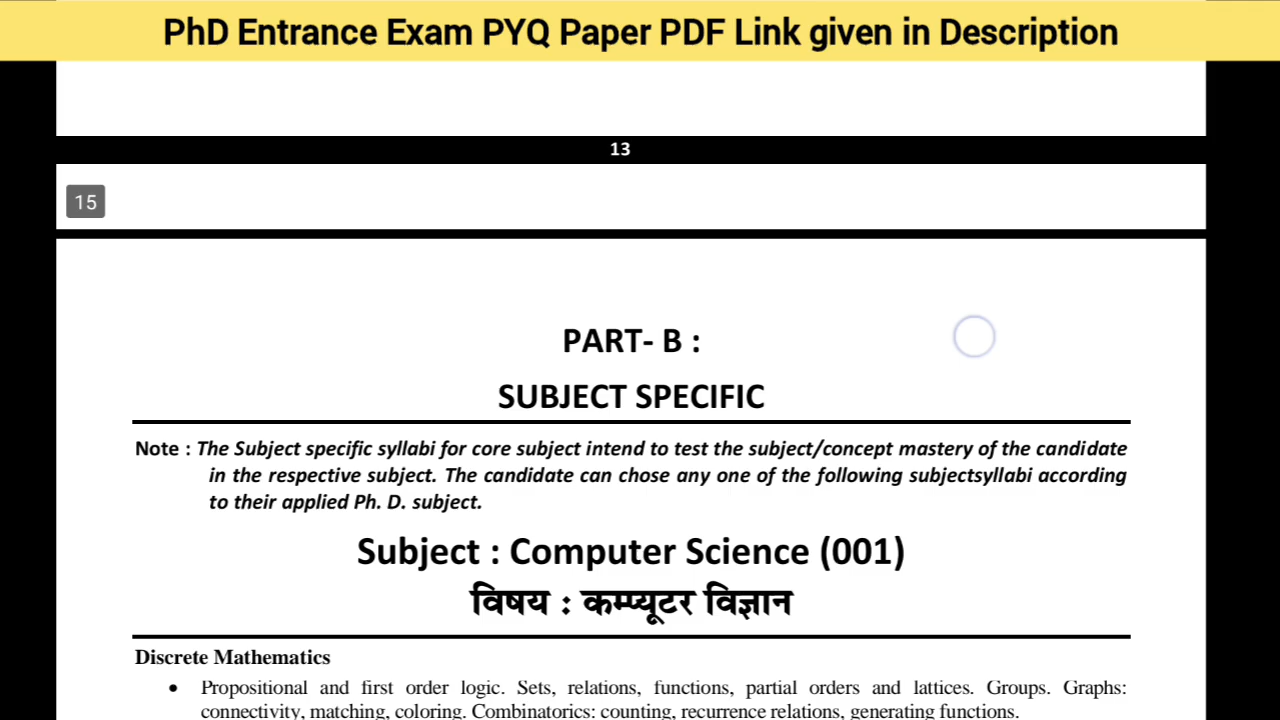 PhD Entrance Exam PYQ Paper PDF Link given in Description
13
15
PART- B :
SUBJECT SPECIFIC
Note : The Subject specific syllabi for core subject intend to test the subject/concept mastery of the candidate
in the respective subject. The candidate can chose any one of the following subjectsyllabi according
to their applied Ph. D. subject.
Subject : Computer Science (001)
विषय : कम्प्यूटर विज्ञान
Discrete Mathematics
• Propositional and first order logic. Sets, relations, functions, partial orders and lattices. Groups. Graphs:
connectivity, matching, coloring. Combinatorics: counting, recurrence relations, generating functions.